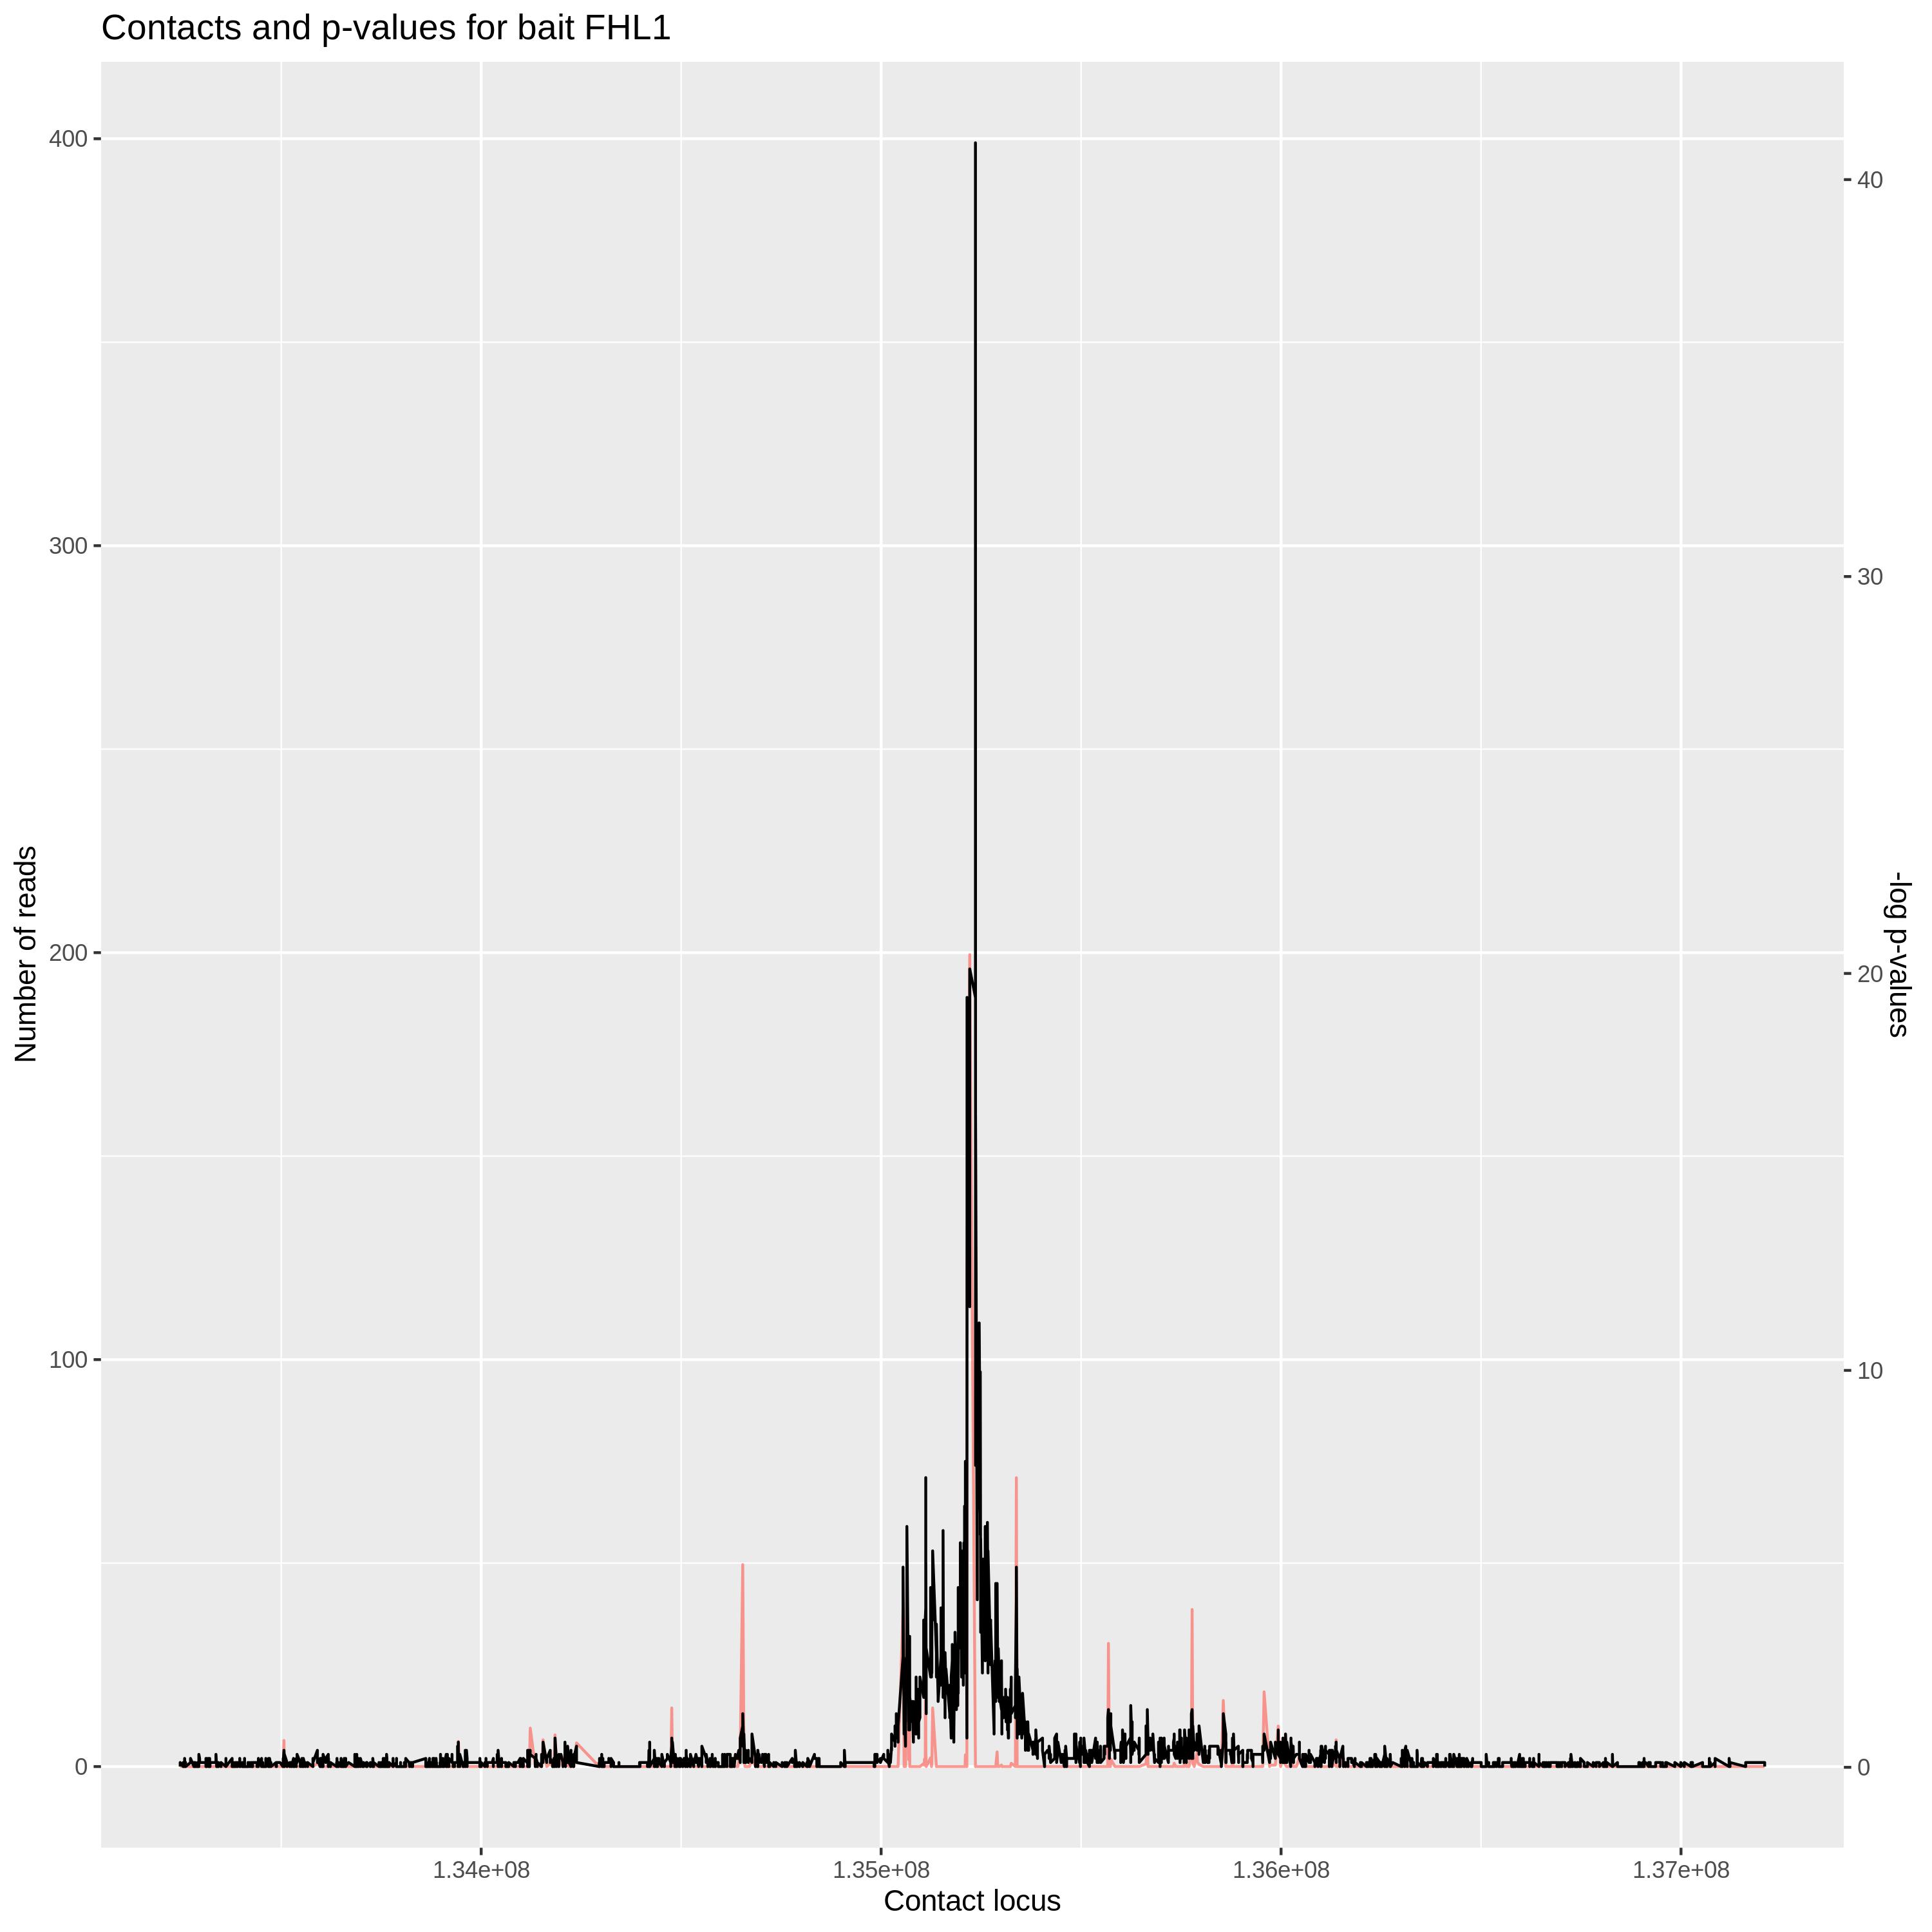 Contacts and p-values for bait FHL1
400
300
200
100
0
Number of reads
40
30
20
10
0
-log p-values
1.34e+08
1.35e+08
1.36e+08
1.37e+08
Contact locus